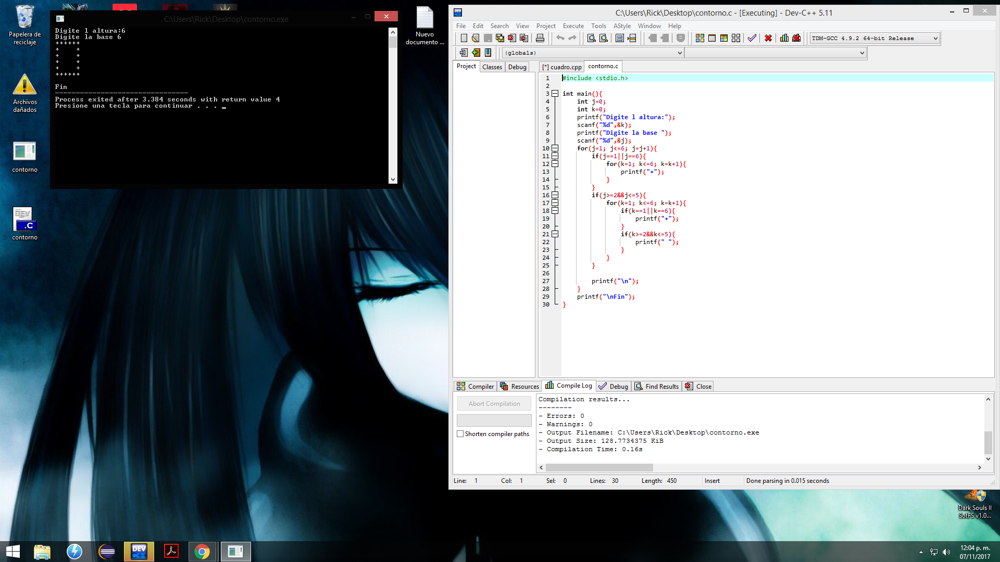 Papelera de
reciclaje
Archivos
dañados
contorno
DEV
.C
contorno
C:\Users\Rick\Desktop\contorno.exe
Digite l altura:6
Digite la base 6
++++++
+    +
+    +
+    +
+    +
++++++
Fin
--------------------------------
Process exited after 3.384 seconds with return value 4
Presione una tecla para continuar . . .
Nuevo
documento ...
C:\Users\Rick\Desktop\contorno.c - [Executing] - Dev-C++ 5.11
File Edit Search View Project Execute Tools AStyle Window Help
TDM-GCC 4.9.2 64-bit Release
(globals)
Project Classes Debug
[*] cuadro.cpp contorno.c
1 #include <stdio.h>
2
3 int main(){
4 int j=0;
5 int k=0;
6 printf("Digite l altura:");
7 scanf("%d",&k);
8 printf("Digite la base ");
9 scanf("%d",&j);
10 for(j=1; j<=6; j=j+1){
11 if(j==1||j==6){
12 for(k=1; k<=6; k=k+1){
13 printf("+");
14 }
15 }
16 if(j>=2&&j<=5){
17 for(k=1; k<=6; k=k+1){
18 if(k==1||k==6){
19 printf("+");
20 }
21 if(k>=2&&k<=5){
22 printf(" ");
23 }
24 }
25 }
26
27 printf("\n");
28 }
29 printf("\nFin");
30 }
Compiler Resources Compile Log Debug Find Results Close
Abort Compilation
Shorten compiler paths
Compilation results...
--------
- Errors: 0
- Warnings: 0
- Output Filename: C:\Users\Rick\Desktop\contorno.exe
- Output Size: 128.7734375 KiB
- Compilation Time: 0.16s
Line: 1 Col: 1 Sel: 0 Lines: 30 Length: 450 Insert Done parsing in 0.015 seconds
Dark Souls II
SotFS v1.0...
DEV
C++
12:04 p. m.
07/11/2017